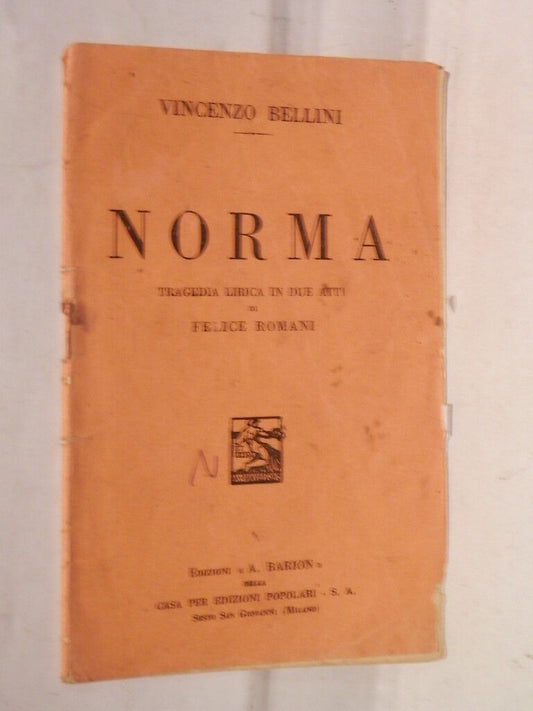 VINCENZO BELLINI
NORMA
TRAGEDIA LIRICA IN DUE ATTI
DI
FELICE ROMANI
N
EDIZIONI « A. BARION »
DELLA
CASA PER EDIZIONI POPOLARI - S. A.
SESTO SAN GIOVANNI (MILANO)